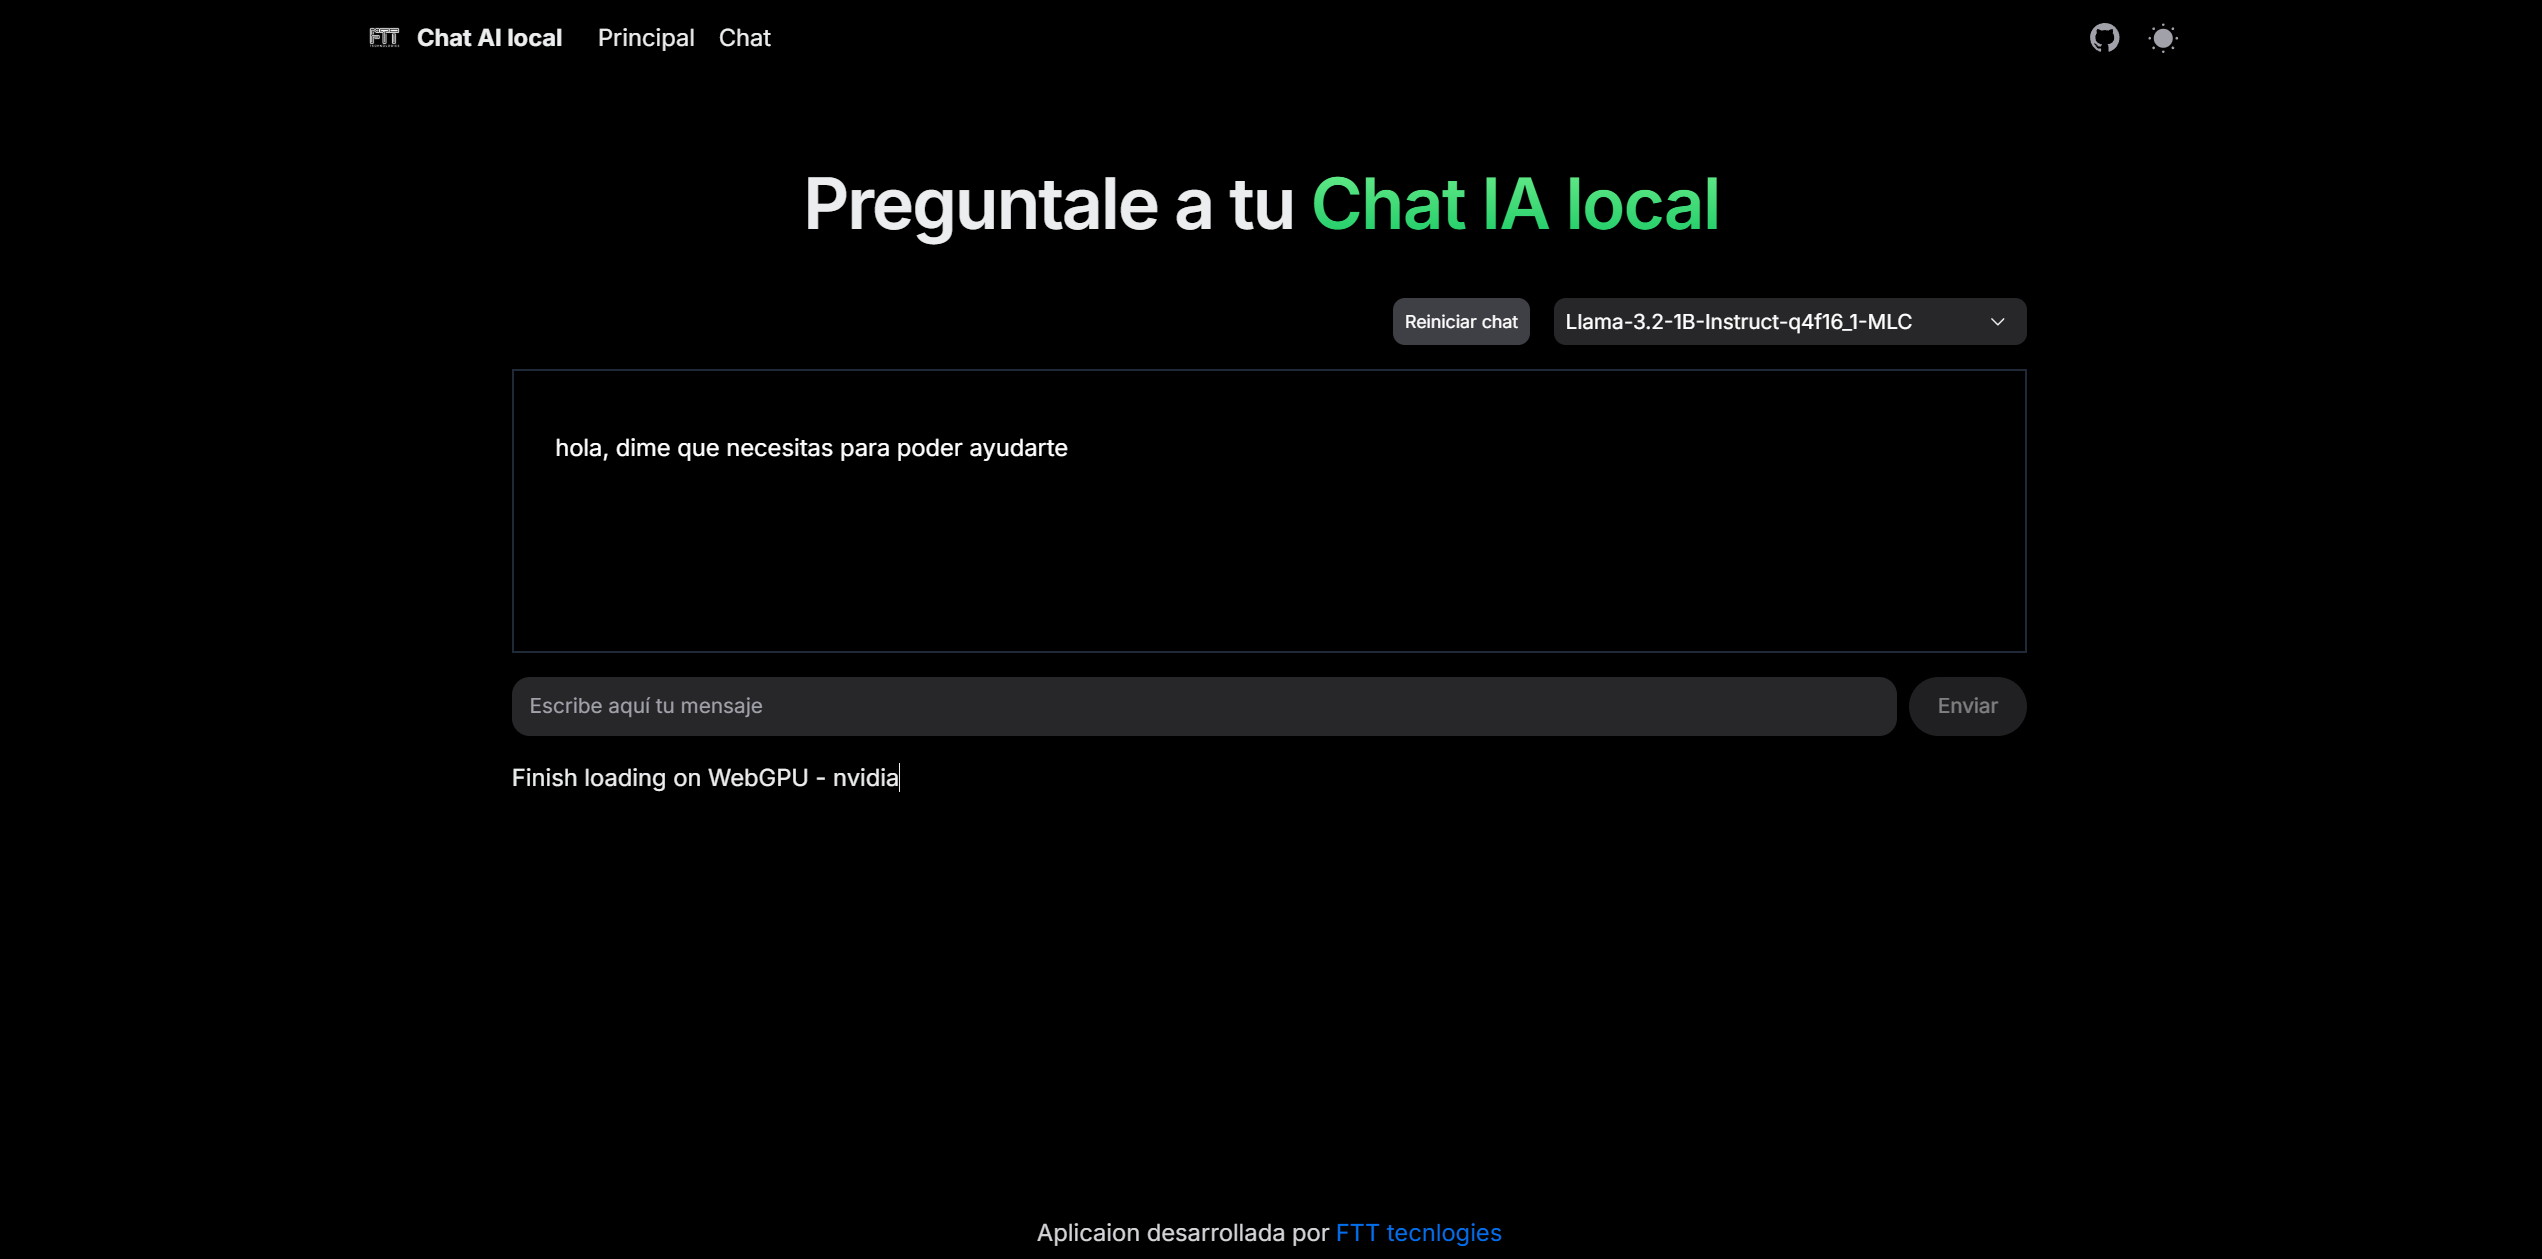 FTT Chat AI local Principal Chat
Preguntale a tu Chat IA local
Reiniciar chat Llama-3.2-1B-Instruct-q4f16_1-MLC
hola, dime que necesitas para poder ayudarte
Escribe aquí tu mensaje Enviar
Finish loading on WebGPU - nvidia
Aplicaion desarrollada por FTT tecnlogies